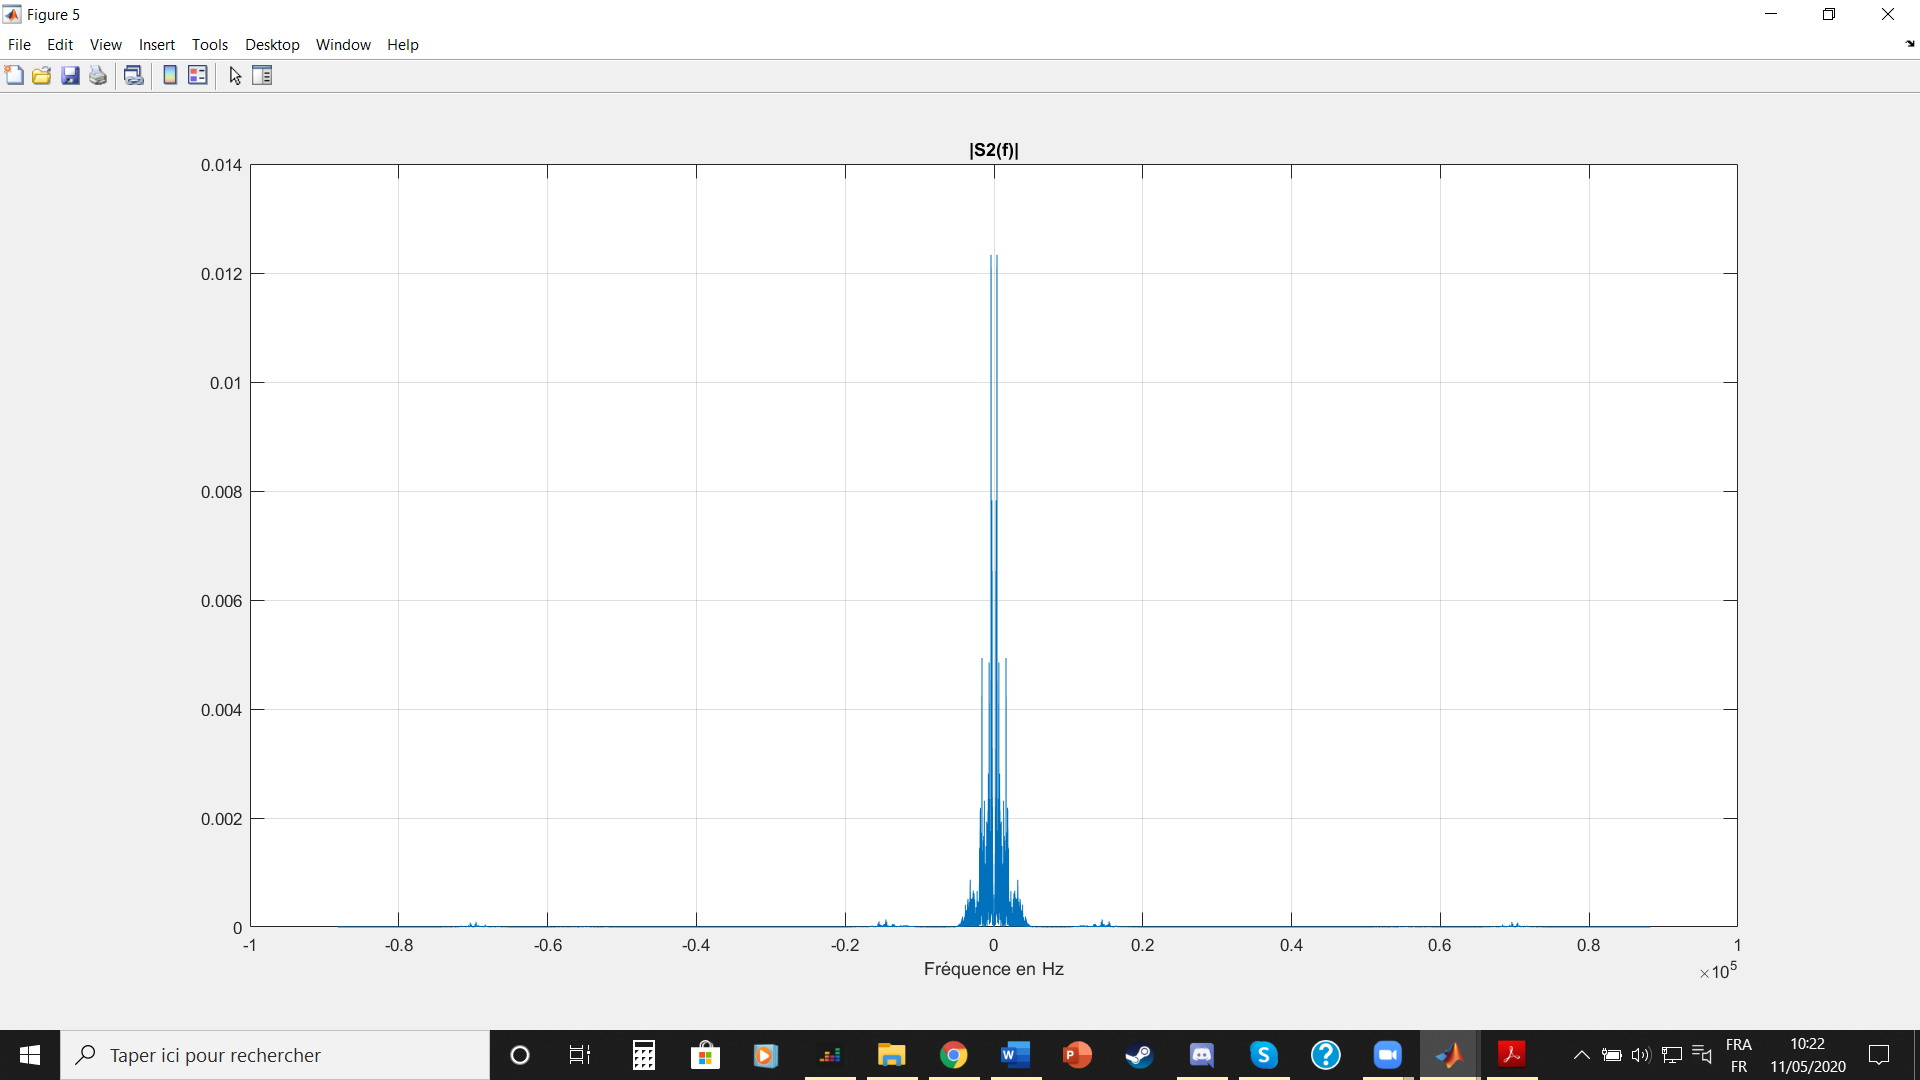 Figure 5
File Edit View Insert Tools Desktop Window Help
|S2(f)|
0.014
0.012
0.01
0.008
0.006
0.004
0.002
0
-1 -0.8 -0.6 -0.4 -0.2 0 0.2 0.4 0.6 0.8 1
Fréquence en Hz
×10^5
Taper ici pour rechercher
W
P
S
?
FRA
FR
10:22
11/05/2020